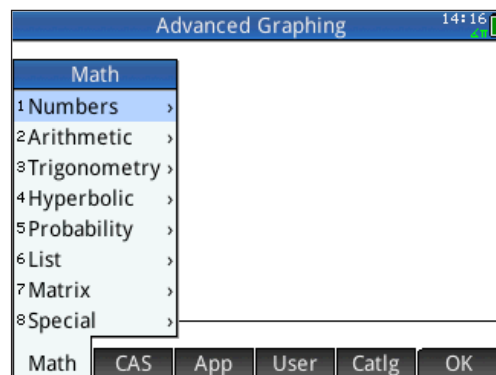 Advanced Graphing 14:16
∠π
Math
1 Numbers ›
2 Arithmetic ›
3 Trigonometry ›
4 Hyperbolic ›
5 Probability ›
6 List ›
7 Matrix ›
8 Special ›
Math CAS App User Catlg OK